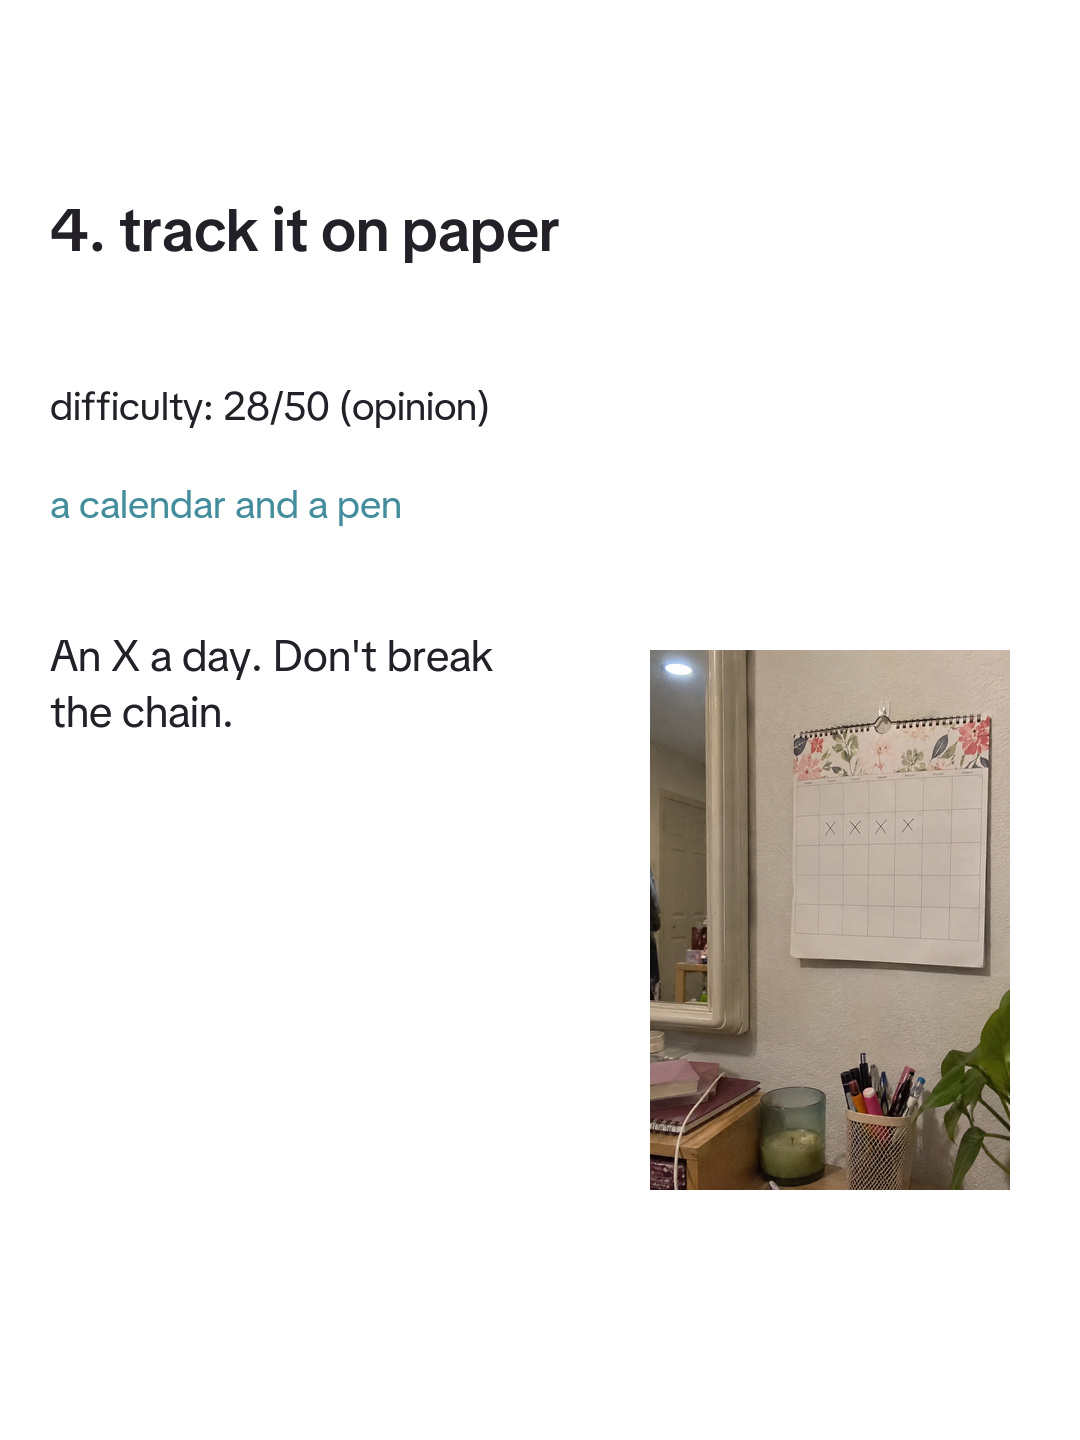 4. track it on paper
difficulty: 28/50 (opinion)
a calendar and a pen
An X a day. Don't break
the chain.
X X X X